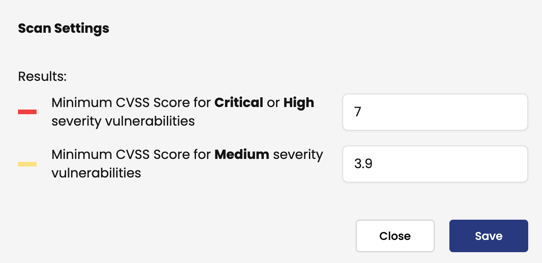 Scan Settings
Results:
Minimum CVSS Score for Critical or High
severity vulnerabilities
7
Minimum CVSS Score for Medium severity
vulnerabilities
3.9
Close
Save